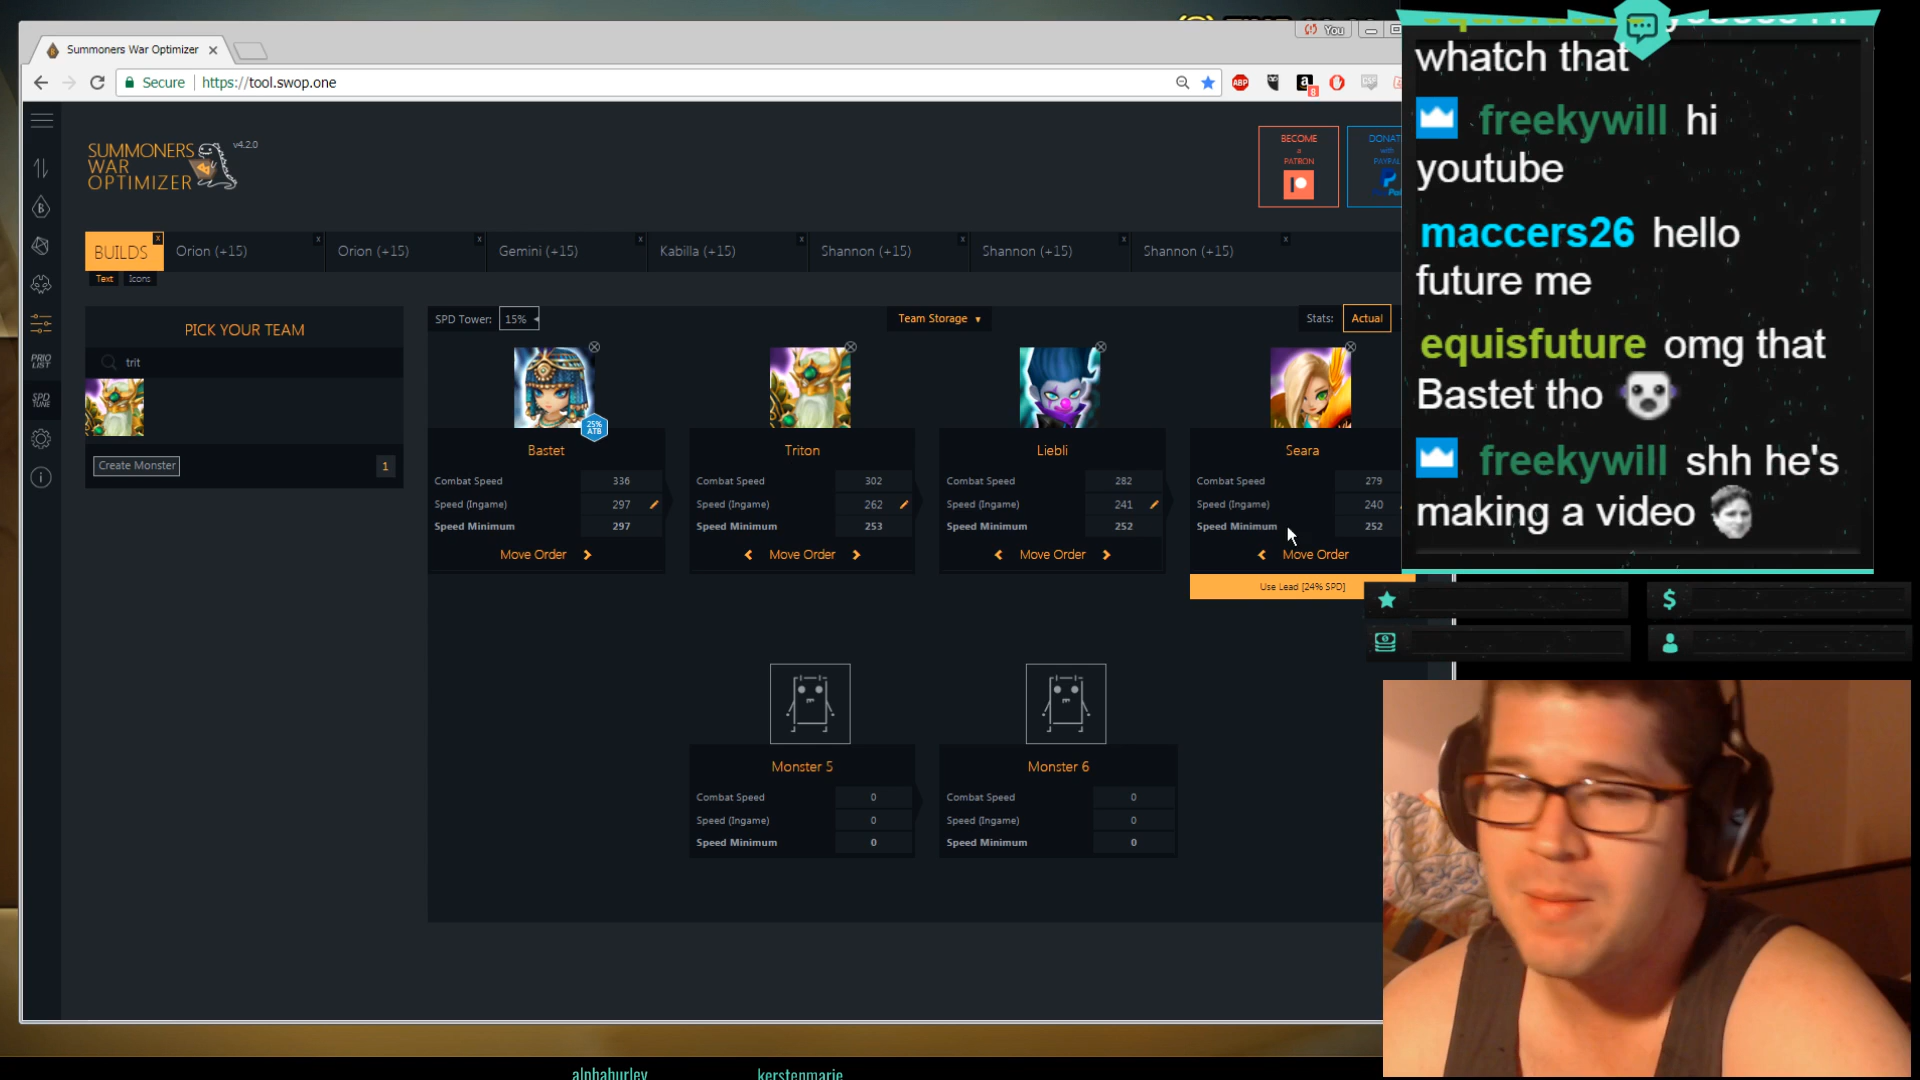 Summoners War Optimizer
You
Secure
https://tool.swop.one
ABP
8
SUMMONERS
WAR
OPTIMIZER
v4.2.0
BECOME
a
PATRON
with
BUILDS
Orion (+15)
Orion (+15)
Gemini (+15)
Kabilla (+15)
Shannon (+15)
Shannon (+15)
Shannon (+15)
Text
Icons
PRIO
LIST
SPD
TUNE
PICK YOUR TEAM
trit
Create Monster
1
SPD Tower:
15%
Team Storage
Stats:
Actual
25%
ATB
Bastet
Combat Speed 336
Speed (Ingame) 297
Speed Minimum 297
Move Order
Triton
Combat Speed 302
Speed (Ingame) 262
Speed Minimum 253
Move Order
Liebli
Combat Speed 282
Speed (Ingame) 241
Speed Minimum 252
Move Order
Seara
Combat Speed 279
Speed (Ingame) 240
Speed Minimum 252
Move Order
Use Lead [24% SPD]
Monster 5
Combat Speed 0
Speed (Ingame) 0
Speed Minimum 0
Monster 6
Combat Speed 0
Speed (Ingame) 0
Speed Minimum 0
whatch that
freekywill hi
youtube
maccers26 hello
future me
equisfuture omg that
Bastet tho
freekywill shh he's
making a video
alphahurley
kerstenmarie